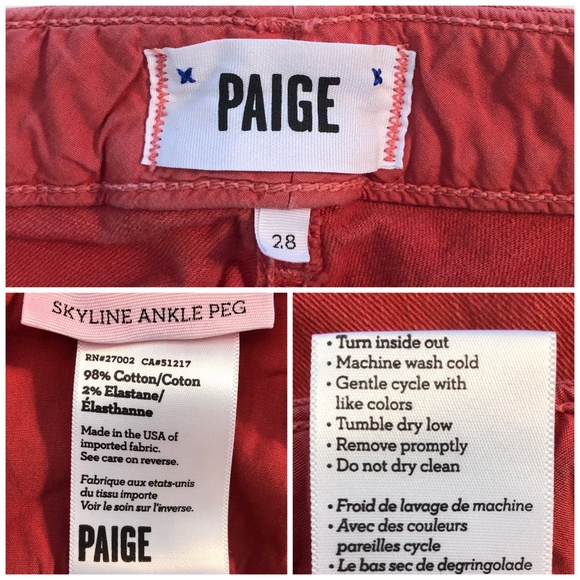 PAIGE
28
SKYLINE ANKLE PEG
RN#27002 CA#51217
98% Cotton/Coton
2% Elastane/
Élasthanne
Made in the USA of
imported fabric.
See care on reverse.
Fabrique aux etats-unis
du tissu importe
Voir le soin sur l'inverse.
PAIGE
• Turn inside out
• Machine wash cold
• Gentle cycle with
like colors
• Tumble dry low
• Remove promptly
• Do not dry clean
• Froid de lavage de machine
• Avec des couleurs
pareilles cycle
• Le bas sec de degringolade